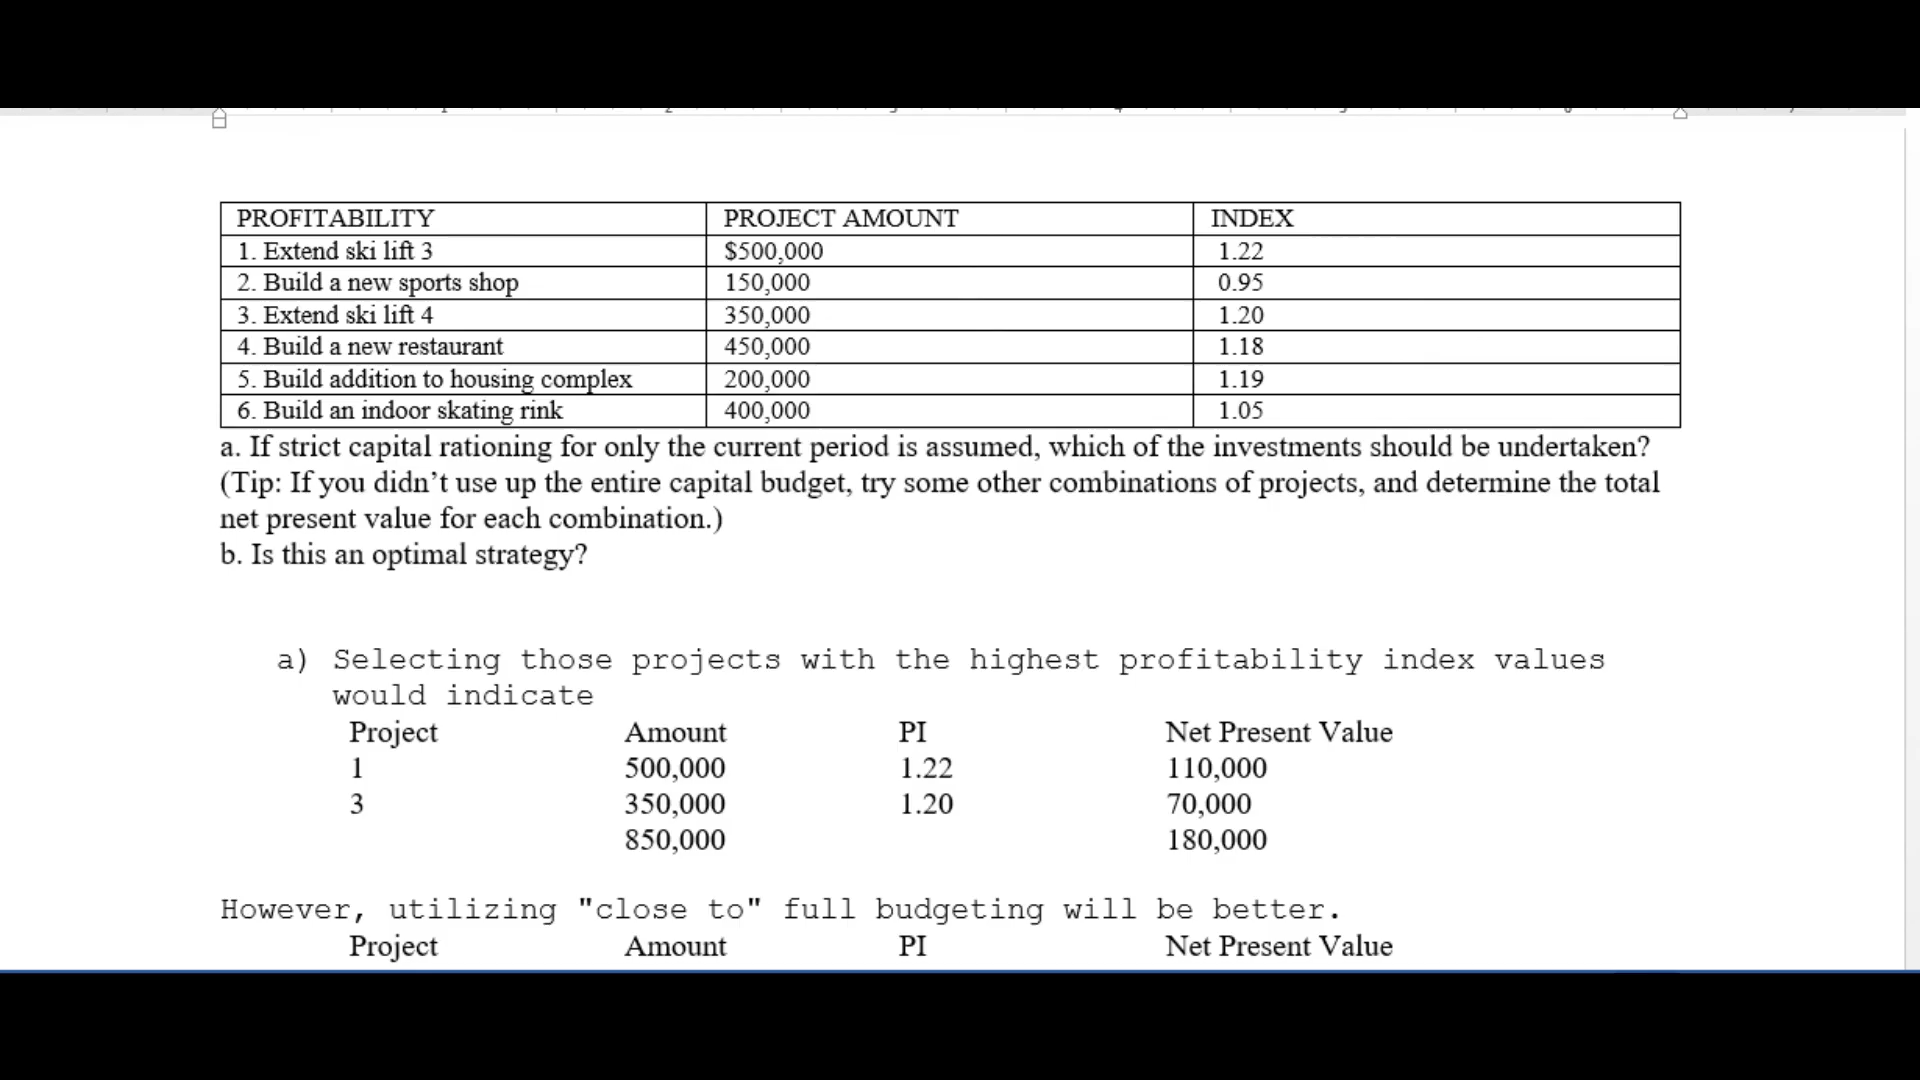 PROFITABILITY PROJECT AMOUNT INDEX
1. Extend ski lift 3 $500,000 1.22
2. Build a new sports shop 150,000 0.95
3. Extend ski lift 4 350,000 1.20
4. Build a new restaurant 450,000 1.18
5. Build addition to housing complex 200,000 1.19
6. Build an indoor skating rink 400,000 1.05
a. If strict capital rationing for only the current period is assumed, which of the investments should be undertaken?
(Tip: If you didn’t use up the entire capital budget, try some other combinations of projects, and determine the total
net present value for each combination.)
b. Is this an optimal strategy?
a) Selecting those projects with the highest profitability index values
would indicate
Project Amount PI Net Present Value
1 500,000 1.22 110,000
3 350,000 1.20 70,000
850,000 180,000
However, utilizing "close to" full budgeting will be better.
Project Amount PI Net Present Value